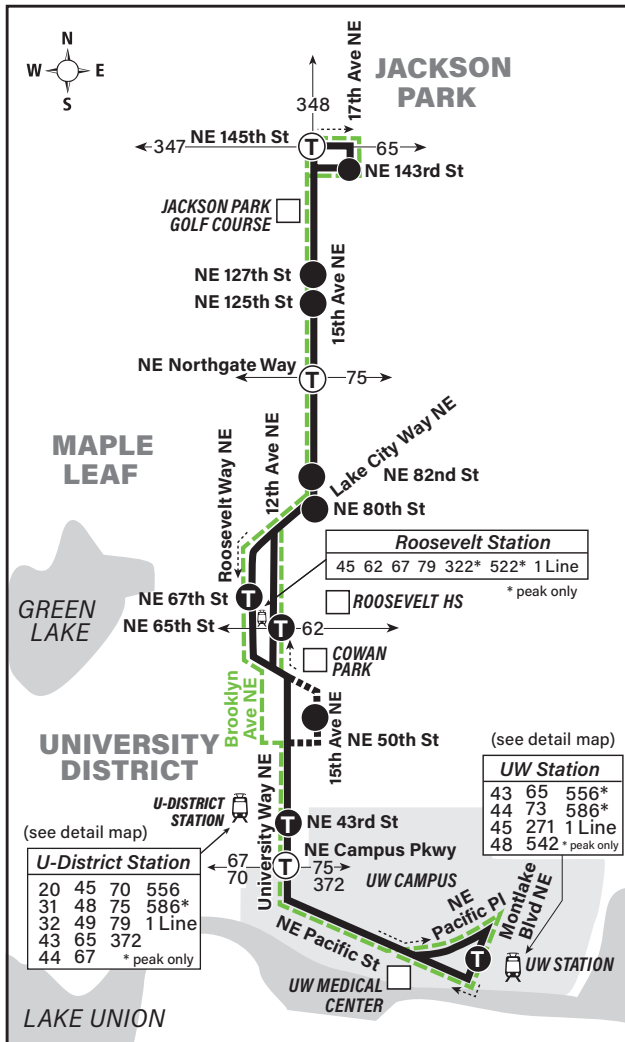 N
W E
S
JACKSON
PARK
17th Ave NE
348
NE 145th St
T
347
65
NE 143rd St
JACKSON PARK
GOLF COURSE
NE 127th St
NE 125th St
15th Ave NE
NE Northgate Way
T
75
MAPLE
LEAF
Lake City Way NE
12th Ave NE
Roosevelt Way NE
NE 82nd St
NE 80th St
Roosevelt Station
45 62 67 79 322* 522* 1 Line
* peak only
NE 67th St
T
ROOSEVELT HS
GREEN
LAKE
NE 65th St
T
62
COWAN
PARK
Brooklyn
Ave NE
15th Ave NE
NE 50th St
UNIVERSITY
DISTRICT
University Way NE
(see detail map)
UW Station
43 65 556*
44 73 586*
45 271 1 Line
48 542 * peak only
U-DISTRICT
STATION
T
NE 43rd St
(see detail map)
U-District Station
20 45 70 556
31 48 75 586*
32 49 79 1 Line
43 65 372
44 67 * peak only
67
70
T
NE Campus Pkwy
75
372
UW CAMPUS
NE
Pacific Pl
Montlake
Blvd NE
NE Pacific St
T
UW STATION
UW MEDICAL
CENTER
LAKE UNION